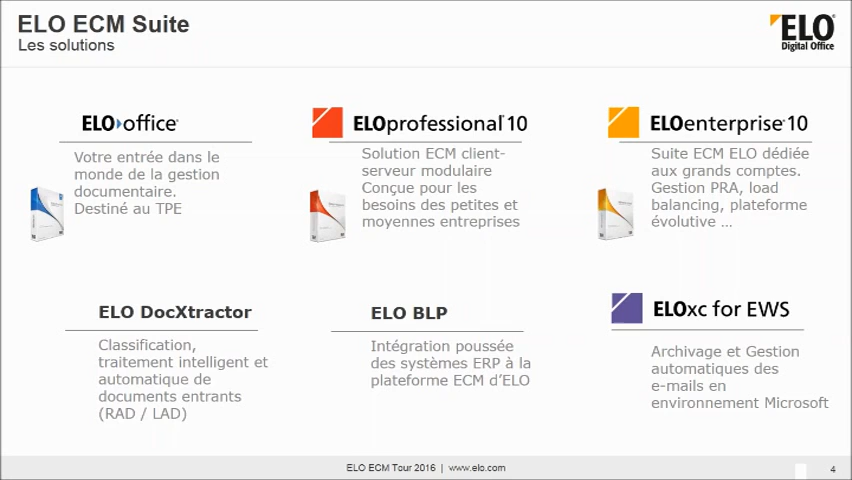 ELO ECM Suite
Les solutions
ELO
Digital Office
ELO office
Votre entrée dans le
monde de la gestion
documentaire.
Destiné au TPE
ELOprofessional 10
Solution ECM client-
serveur modulaire
Conçue pour les
besoins des petites et
moyennes entreprises
ELOenterprise 10
Suite ECM ELO dédiée
aux grands comptes.
Gestion PRA, load
balancing, plateforme
évolutive ...
ELO DocXtractor
Classification,
traitement intelligent et
automatique de
documents entrants
(RAD / LAD)
ELO BLP
Intégration poussée
des systèmes ERP à la
plateforme ECM d’ELO
ELOxc for EWS
Archivage et Gestion
automatiques des
e-mails en
environnement Microsoft
ELO ECM Tour 2016 | www.elo.com
4